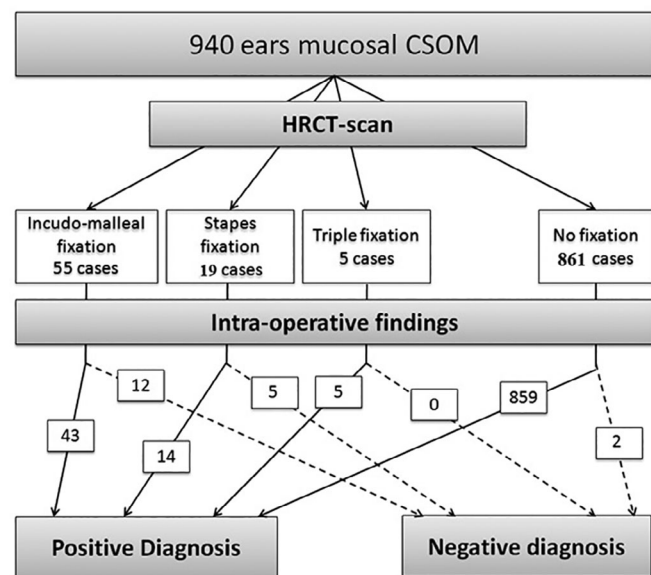 940 ears mucosal CSOM
HRCT-scan
Incudo-malleal
fixation
55 cases
Stapes
fixation
19 cases
Triple fixation
5 cases
No fixation
861 cases
Intra-operative findings
12
5
5
0
859
43
14
2
Positive Diagnosis
Negative diagnosis